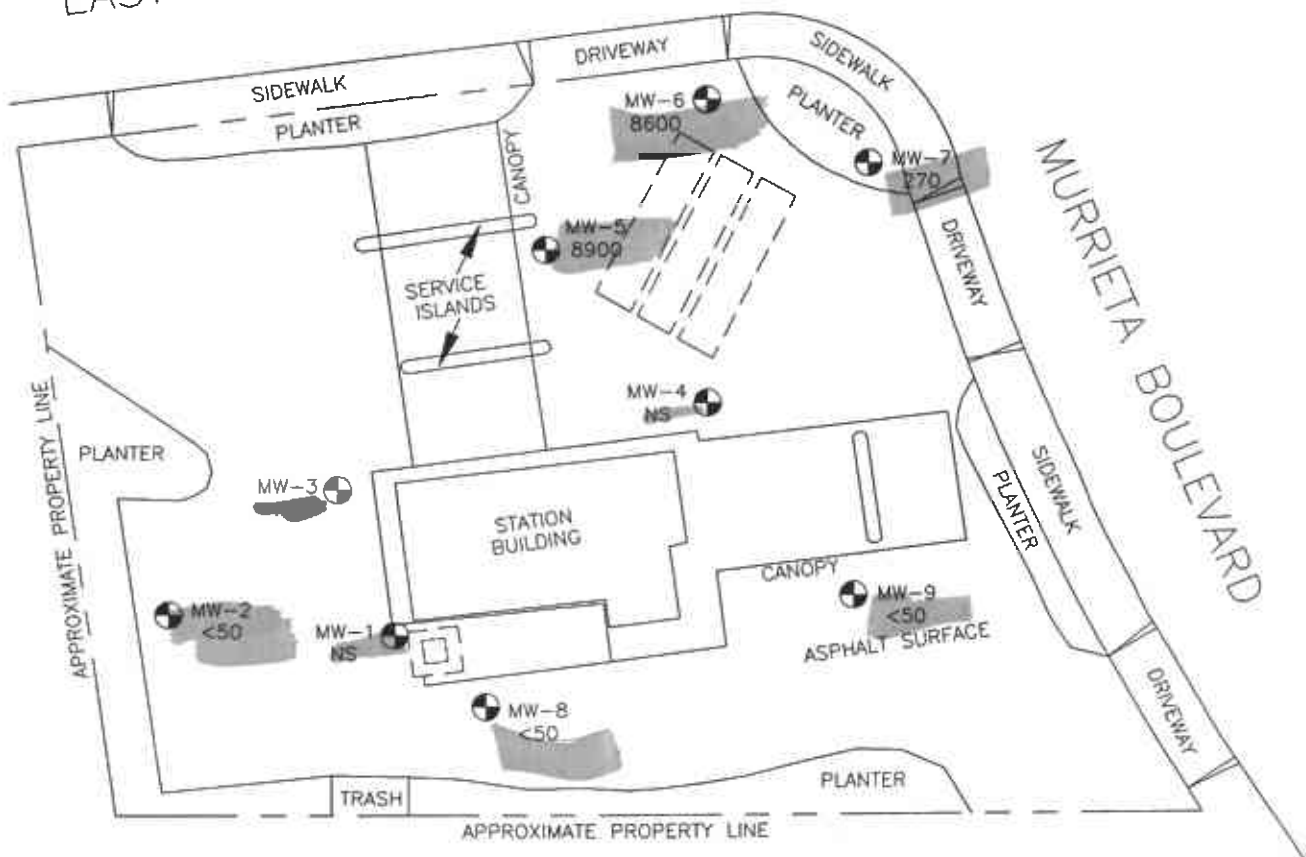 EAST
SIDEWALK
DRIVEWAY
SIDEWALK
PLANTER
CANOPY
MW-6
8600
PLANTER
MW-7
270
MW-5
8900
SERVICE
ISLANDS
DRIVEWAY
MURRIETA BOULEVARD
MW-4
NS
APPROXIMATE PROPERTY LINE
PLANTER
MW-3
STATION
BUILDING
SIDEWALK
PLANTER
CANOPY
MW-2
<50
MW-1
NS
MW-9
<50
ASPHALT SURFACE
MW-8
<50
DRIVEWAY
PLANTER
TRASH
APPROXIMATE PROPERTY LINE